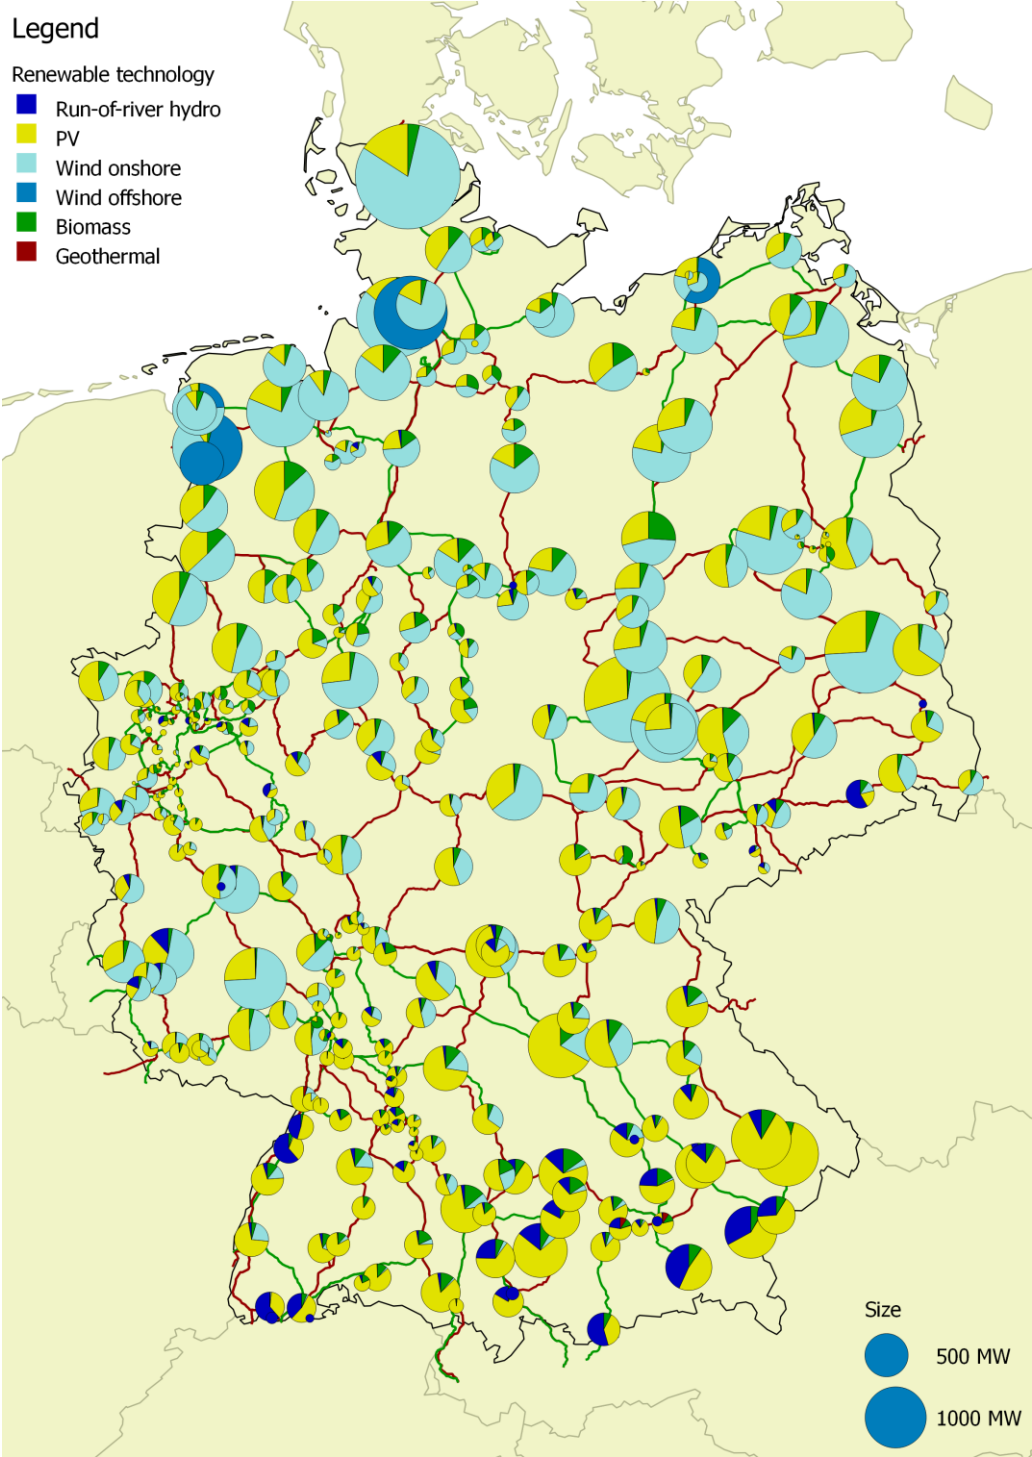 Legend
Renewable technology
Run-of-river hydro
PV
Wind onshore
Wind offshore
Biomass
Geothermal
Size
500 MW
1000 MW